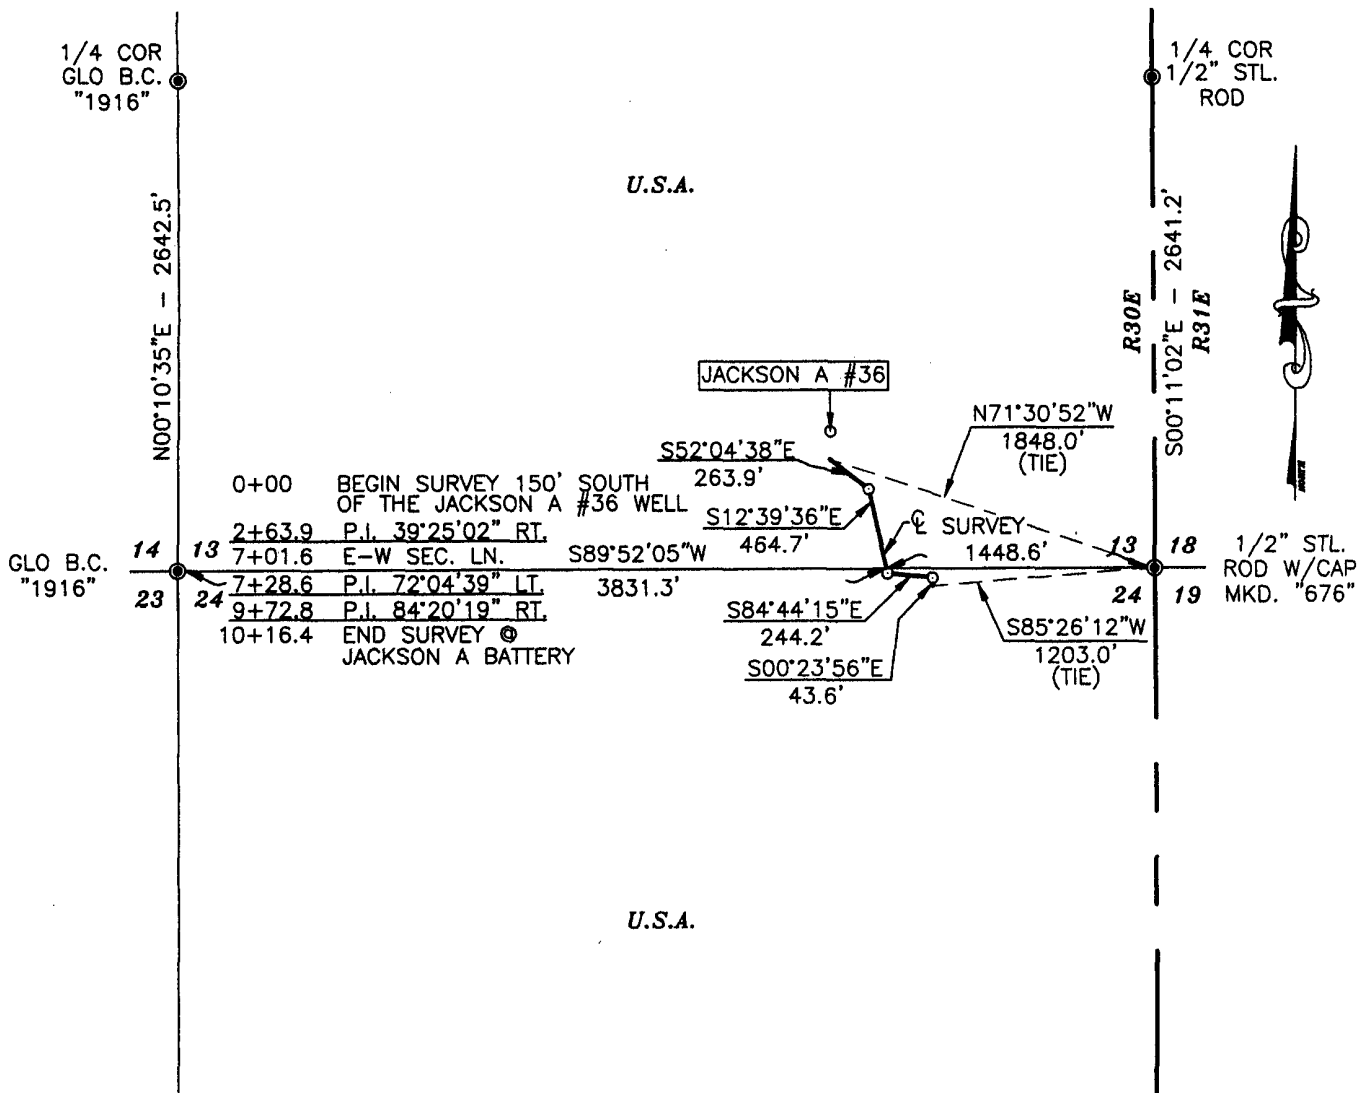 1/4 COR
GLO B.C.
"1916"
1/4 COR
1/2" STL.
ROD
U.S.A.
N00°10'35"E - 2642.5'
S00°11'02"E - 2641.2'
R30E
R31E
JACKSON A #36
N71°30'52"W
1848.0'
(TIE)
S52°04'38"E
263.9'
0+00 BEGIN SURVEY 150' SOUTH
OF THE JACKSON A #36 WELL
2+63.9 P.I. 39°25'02" RT.
7+01.6 E-W SEC. LN.
7+28.6 P.I. 72°04'39" LT.
9+72.8 P.I. 84°20'19" RT.
10+16.4 END SURVEY @
JACKSON A BATTERY
S12°39'36"E
464.7'
℄ SURVEY
1448.6'
S89°52'05"W
3831.3'
14 13
23 24
GLO B.C.
"1916"
13 18
24 19
1/2" STL.
ROD W/CAP
MKD. "676"
S84°44'15"E
244.2'
S00°23'56"E
43.6'
S85°26'12"W
1203.0'
(TIE)
U.S.A.